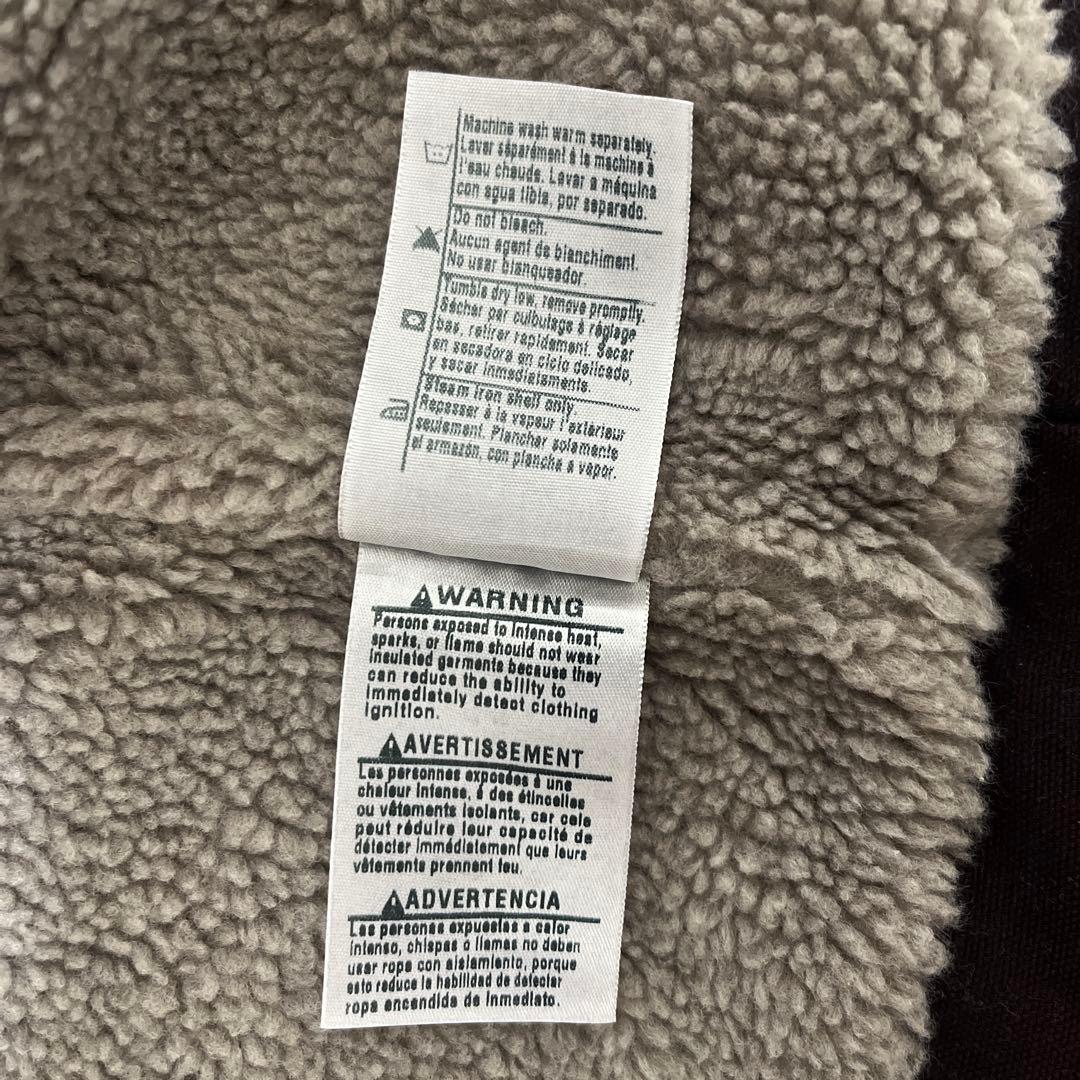 Machine wash warm separately.
Laver séparément à la machine à
l'eau chaude. Lavar a máquina
con agua tibia, por separado.
Do not bleach.
Aucun agent de blanchiment.
No usar blanqueador.
Tumble dry low, remove promptly.
Sécher par culbutage à réglage
bas, retirer rapidement. Secar
en secadora en ciclo delicado,
y sacar inmediatamente.
Steam iron shelf only.
Repasser à la vapeur l'extérieur
seulement. Planchar solamente
el armazón, con plancha a vapor.
WARNING
Persons exposed to intense heat,
sparks, or flame should not wear
insulated garments because they
can reduce the ability to
immediately detect clothing
ignition.
AVERTISSEMENT
Les personnes exposées à une
chaleur intense, à des étincelles
ou vêtements isolants, car cele
peut réduire leur capacité de
détecter immédiatement que leurs
vêtements prennent feu.
ADVERTENCIA
Las personas expuestas a calor
intenso, chispas o llamas no deben
usar ropa con aislamiento, porque
esto reduce la habilidad de detectar
ropa encendida de inmediato.